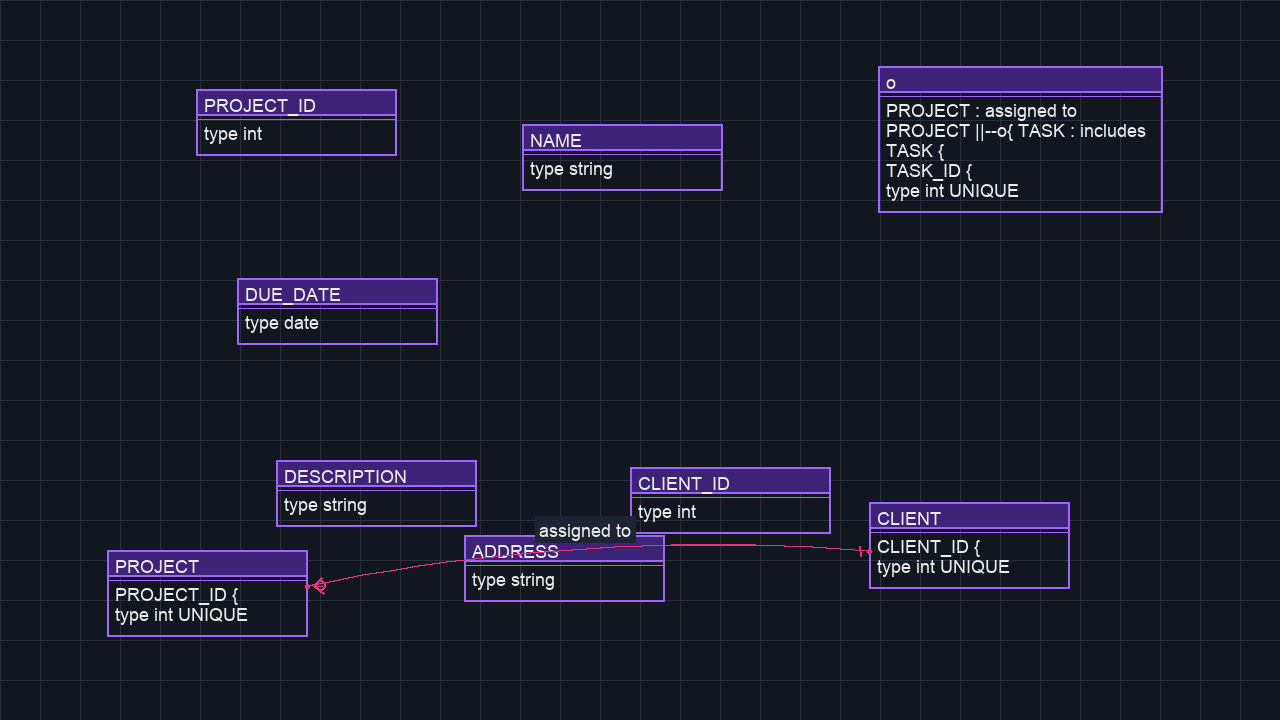 o
PROJECT : assigned to
PROJECT ||--o{ TASK : includes
TASK {
TASK_ID {
type int UNIQUE
PROJECT_ID
type int
NAME
type string
DUE_DATE
type date
DESCRIPTION
type string
CLIENT_ID
type int
CLIENT
CLIENT_ID {
type int UNIQUE
assigned to
ADDRESS
type string
PROJECT
PROJECT_ID {
type int UNIQUE